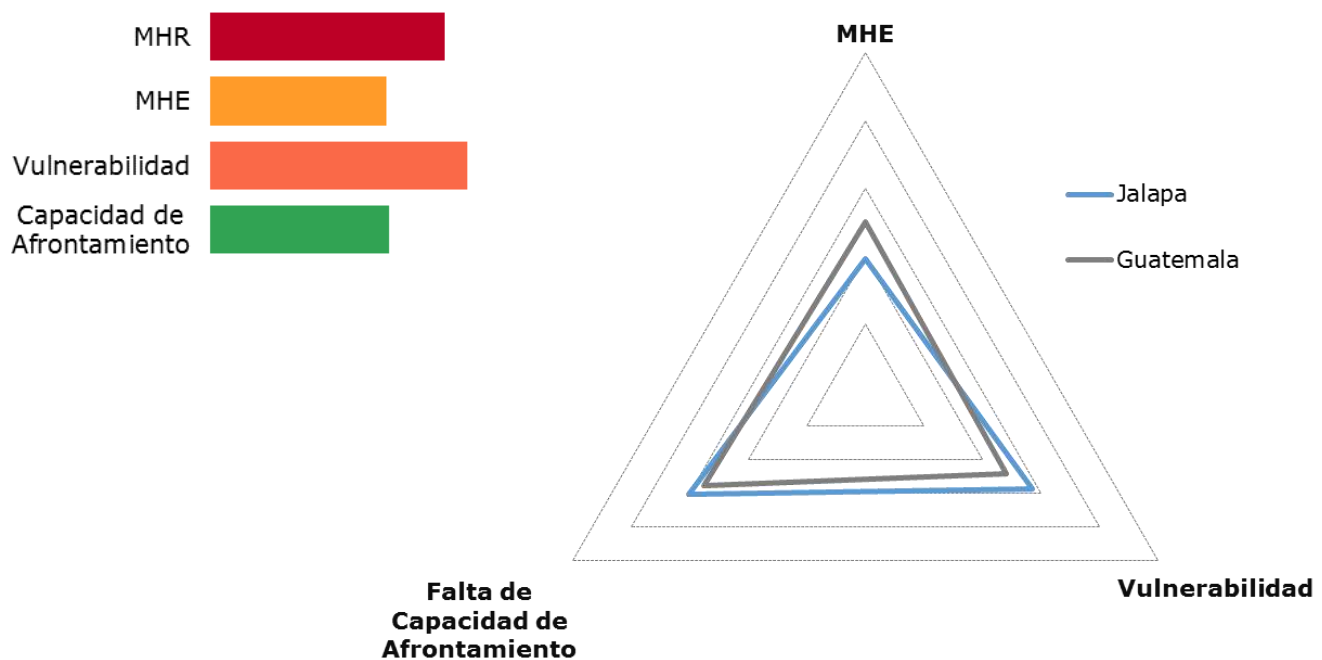 MHR
MHE
Vulnerabilidad
Capacidad de
Afrontamiento
MHE
Jalapa
Guatemala
Falta de
Capacidad de
Afrontamiento
Vulnerabilidad